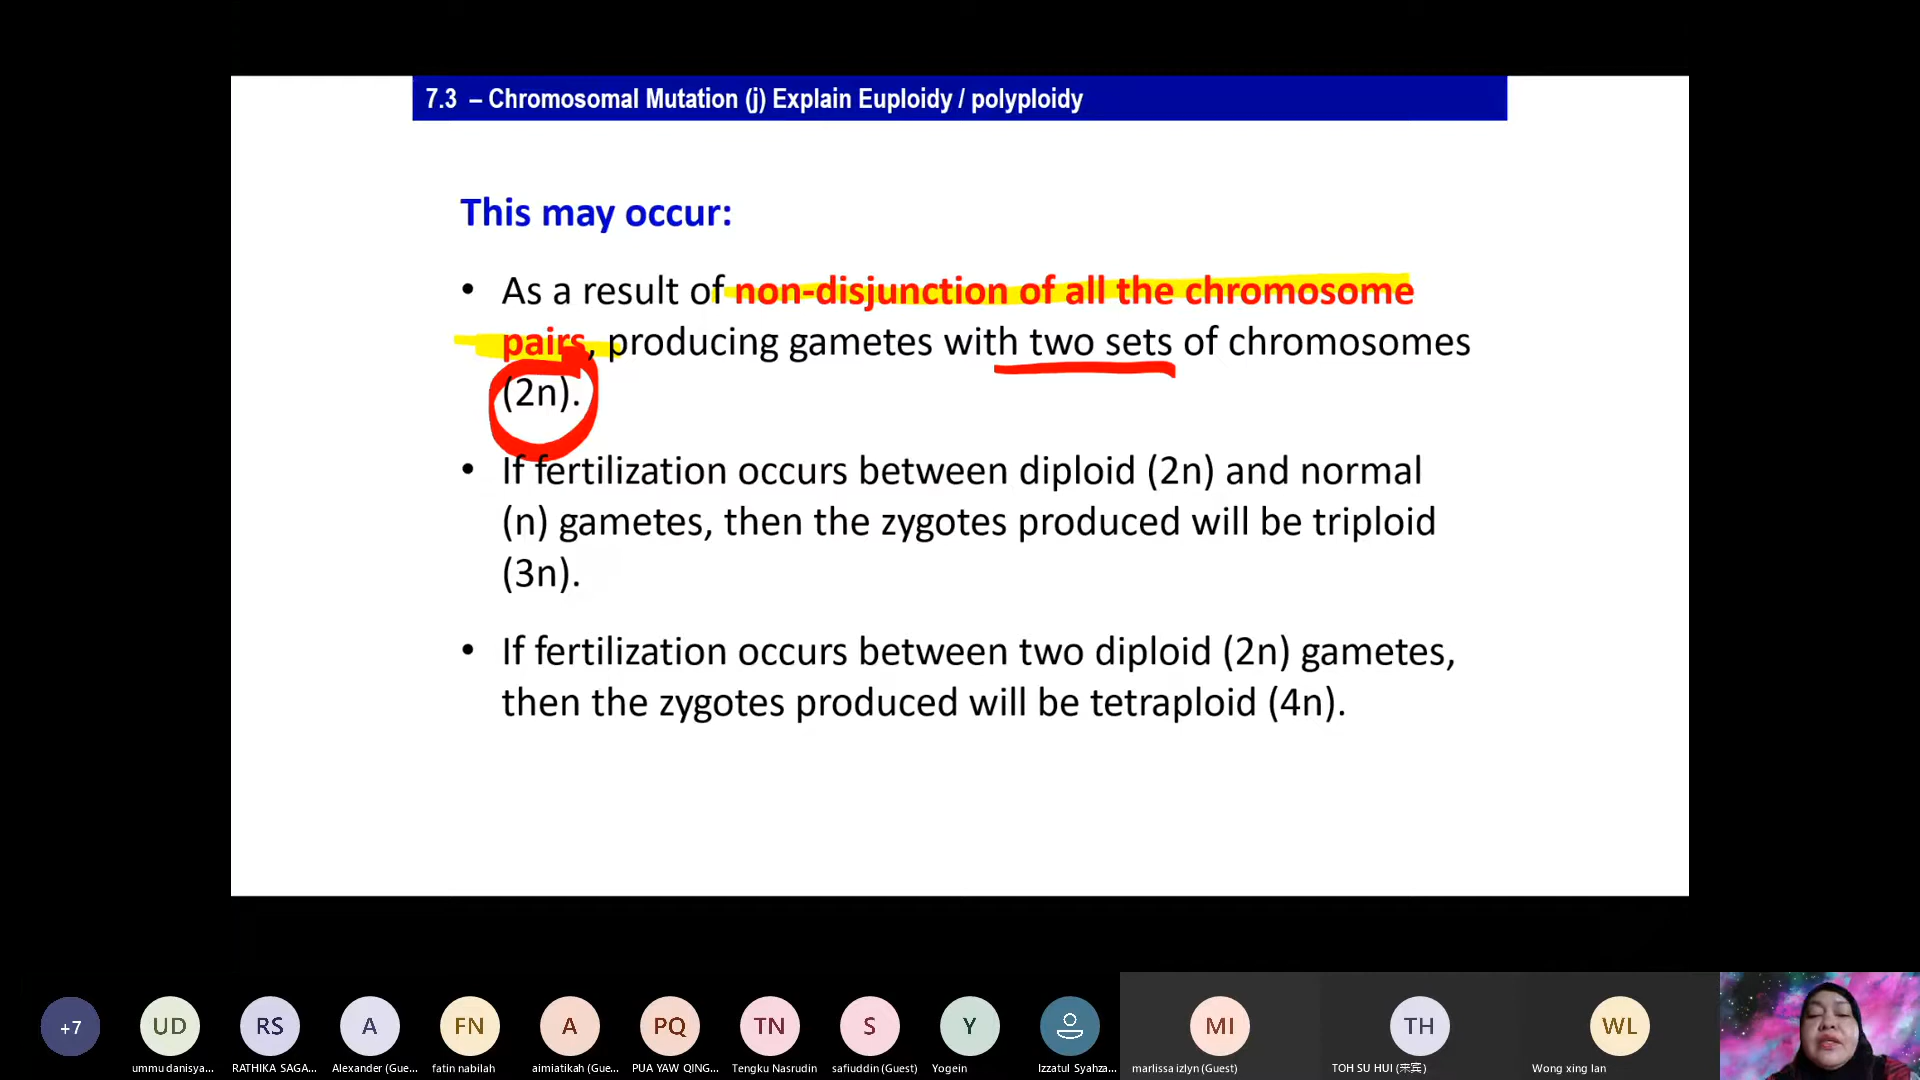 7.3 – Chromosomal Mutation (j) Explain Euploidy / polyploidy
This may occur:
• As a result of non-disjunction of all the chromosome
pairs, producing gametes with two sets of chromosomes
(2n).
• If fertilization occurs between diploid (2n) and normal
(n) gametes, then the zygotes produced will be triploid
(3n).
• If fertilization occurs between two diploid (2n) gametes,
then the zygotes produced will be tetraploid (4n).
+7 UD RS A FN A PQ TN S Y MI TH WL
ummu danisya... RATHIKA SAGA... Alexander (Gue... fatin nabilah aimiatikah (Gue... PUA YAW QING... Tengku Nasrudin safiuddin (Guest) Yogein Izzatul Syahza... marlissa izlyn (Guest) TOH SU HUI Wong xing lan